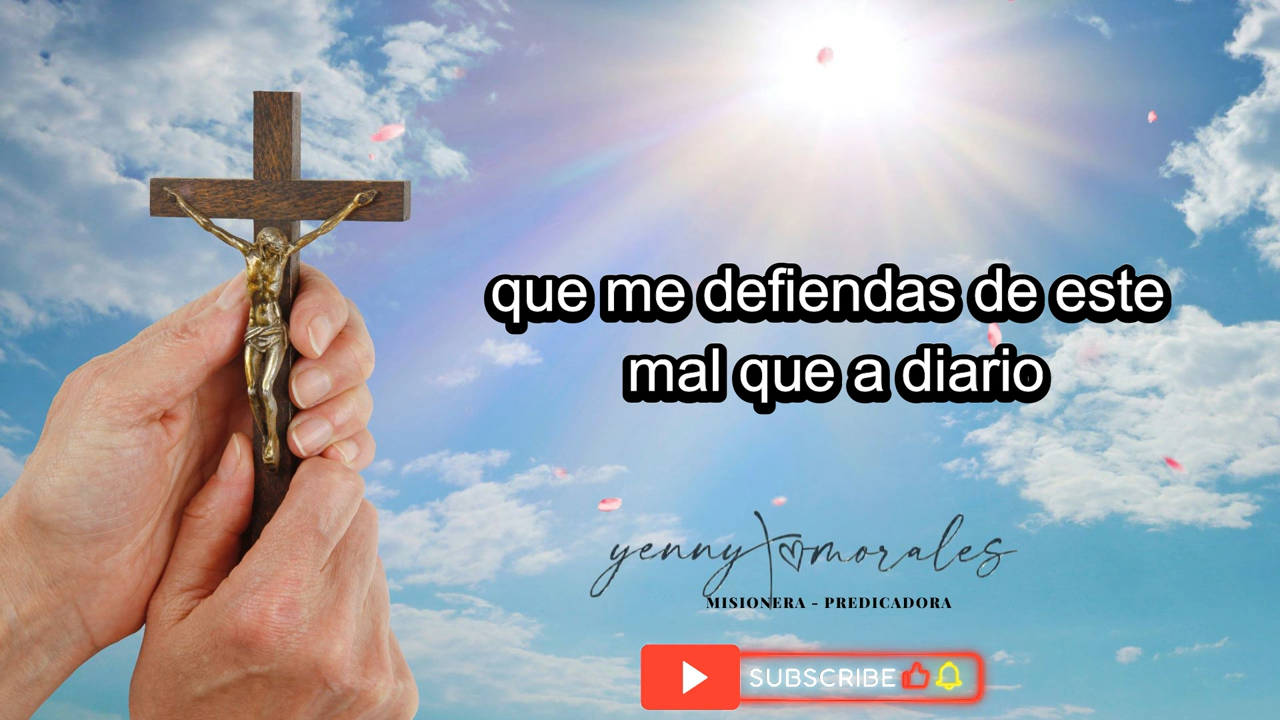 que me defiendas de este
mal que a diario
yenny morales
MISIONERA - PREDICADORA
SUBSCRIBE